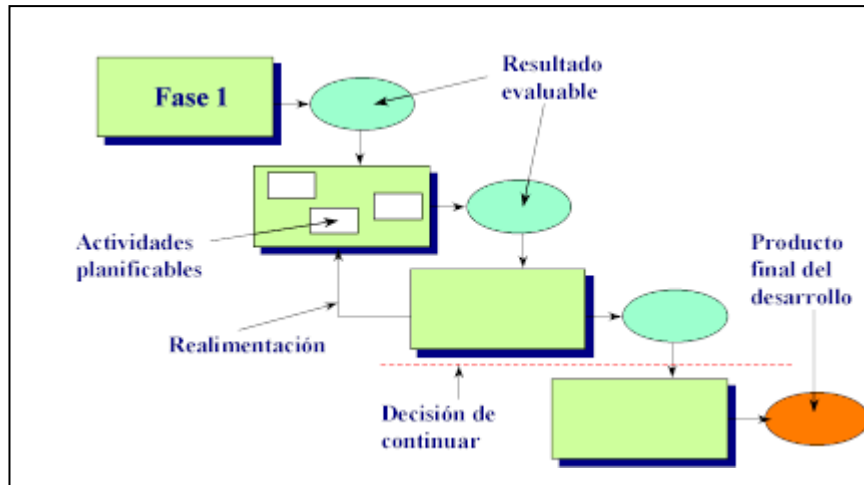 Fase 1
Resultado
evaluable
Actividades
planificables
Producto
final del
desarrollo
Realimentación
Decisión de
continuar